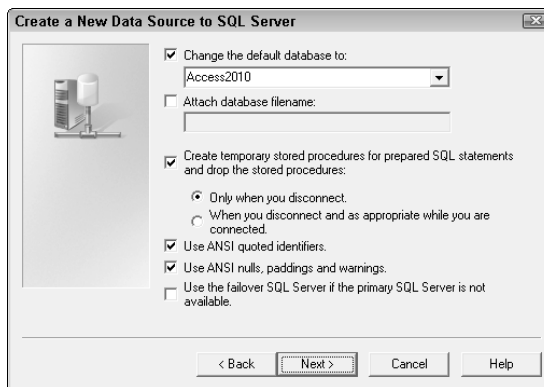 Create a New Data Source to SQL Server
Change the default database to:
Access2010
Attach database filename:
Create temporary stored procedures for prepared SQL statements
and drop the stored procedures:
Only when you disconnect.
When you disconnect and as appropriate while you are
connected.
Use ANSI quoted identifiers.
Use ANSI nulls, paddings and warnings.
Use the failover SQL Server if the primary SQL Server is not
available.
< Back
Next >
Cancel
Help